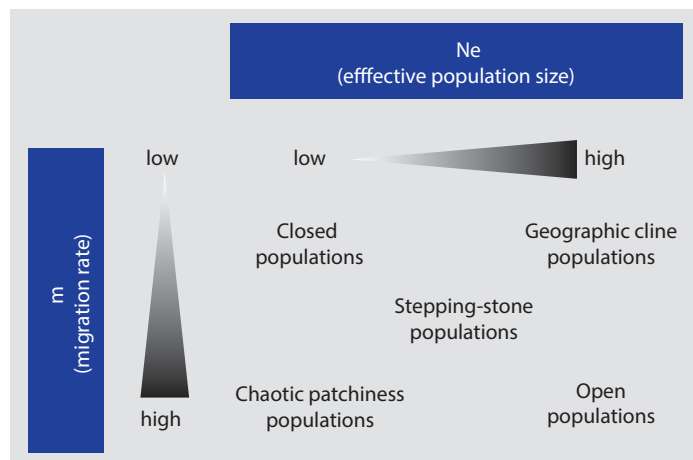 Ne
(efffective population size)
m
(migration rate)
low
high
low
high
Closed
populations
Geographic cline
populations
Stepping-stone
populations
Chaotic patchiness
populations
Open
populations